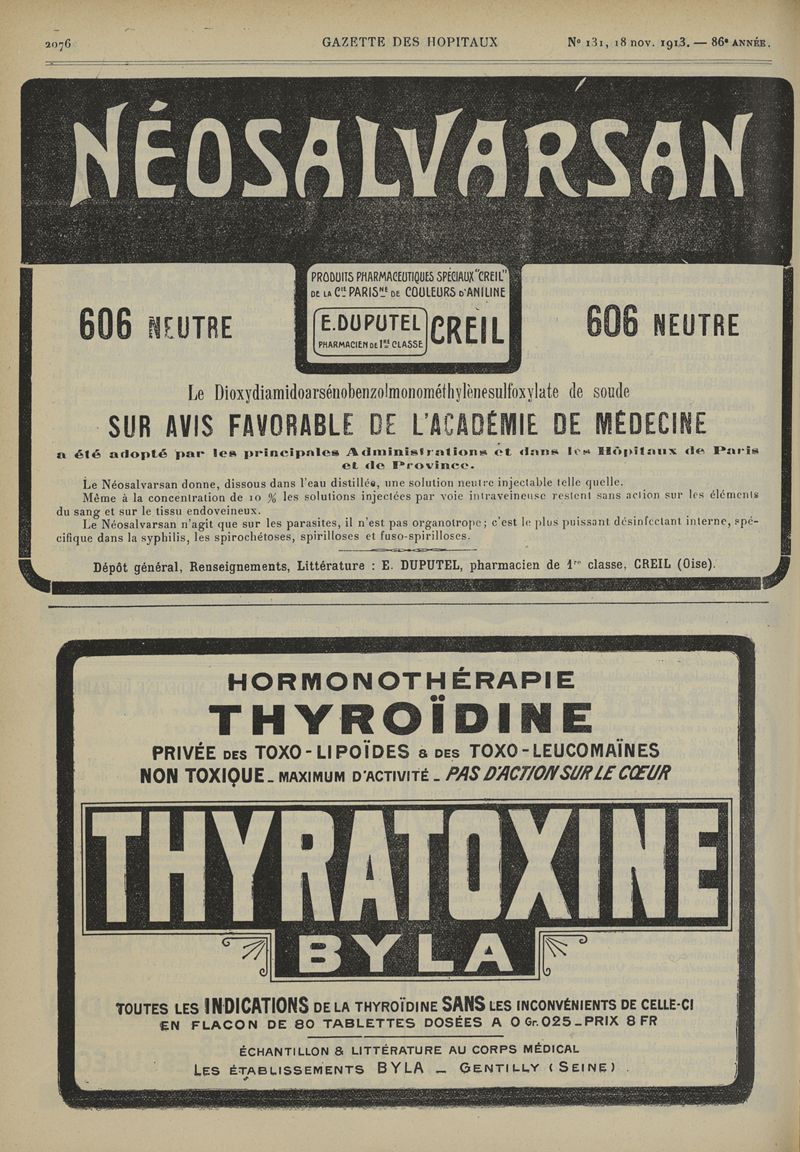 2076 GAZETTE DES HOPITAUX Nº 131, 18 nov. 1913. — 86e ANNÉE.
NÉOSALVARSAN
PRODUITS PHARMACEUTIQUES SPÉCIAUX "CREIL"
DE LA Cie PARISNE DE COULEURS D'ANILINE
606 NEUTRE
E. DUPUTEL
PHARMACIEN DE 1RE CLASSE
CREIL
606 NEUTRE
Le Dioxydiamidoarsénobenzolmonométhylènesulfoxylate de soude
SUR AVIS FAVORABLE DE L'ACADÉMIE DE MÉDECINE
a été adopté par les principales Administrations et dans les Hôpitaux de Paris
et de Province.
Le Néosalvarsan donne, dissous dans l'eau distillée, une solution neutre injectable telle quelle.
Même à la concentration de 10 % les solutions injectées par voie intraveineuse restent sans action sur les éléments
du sang et sur le tissu endoveineux.
Le Néosalvarsan n'agit que sur les parasites, il n'est pas organotrope; c'est le plus puissant désinfectant interne, spé-
cifique dans la syphilis, les spirochétoses, spirilloses et fuso-spirilloses.
Dépôt général, Renseignements, Littérature : E. DUPUTEL, pharmacien de 1re classe, CREIL (Oise).
HORMONOTHÉRAPIE
THYROÏDINE
PRIVÉE DES TOXO-LIPOÏDES & DES TOXO-LEUCOMAÏNES
NON TOXIQUE_ MAXIMUM D'ACTIVITÉ _ PAS D'ACTION SUR LE CŒUR
THYRATOXINE
BYLA
TOUTES LES INDICATIONS DE LA THYROÏDINE SANS LES INCONVÉNIENTS DE CELLE-CI
EN FLACON DE 80 TABLETTES DOSÉES A 0 Gr. 025_PRIX 8 FR
ÉCHANTILLON & LITTÉRATURE AU CORPS MÉDICAL
LES ÉTABLISSEMENTS BYLA _ GENTILLY (SEINE)